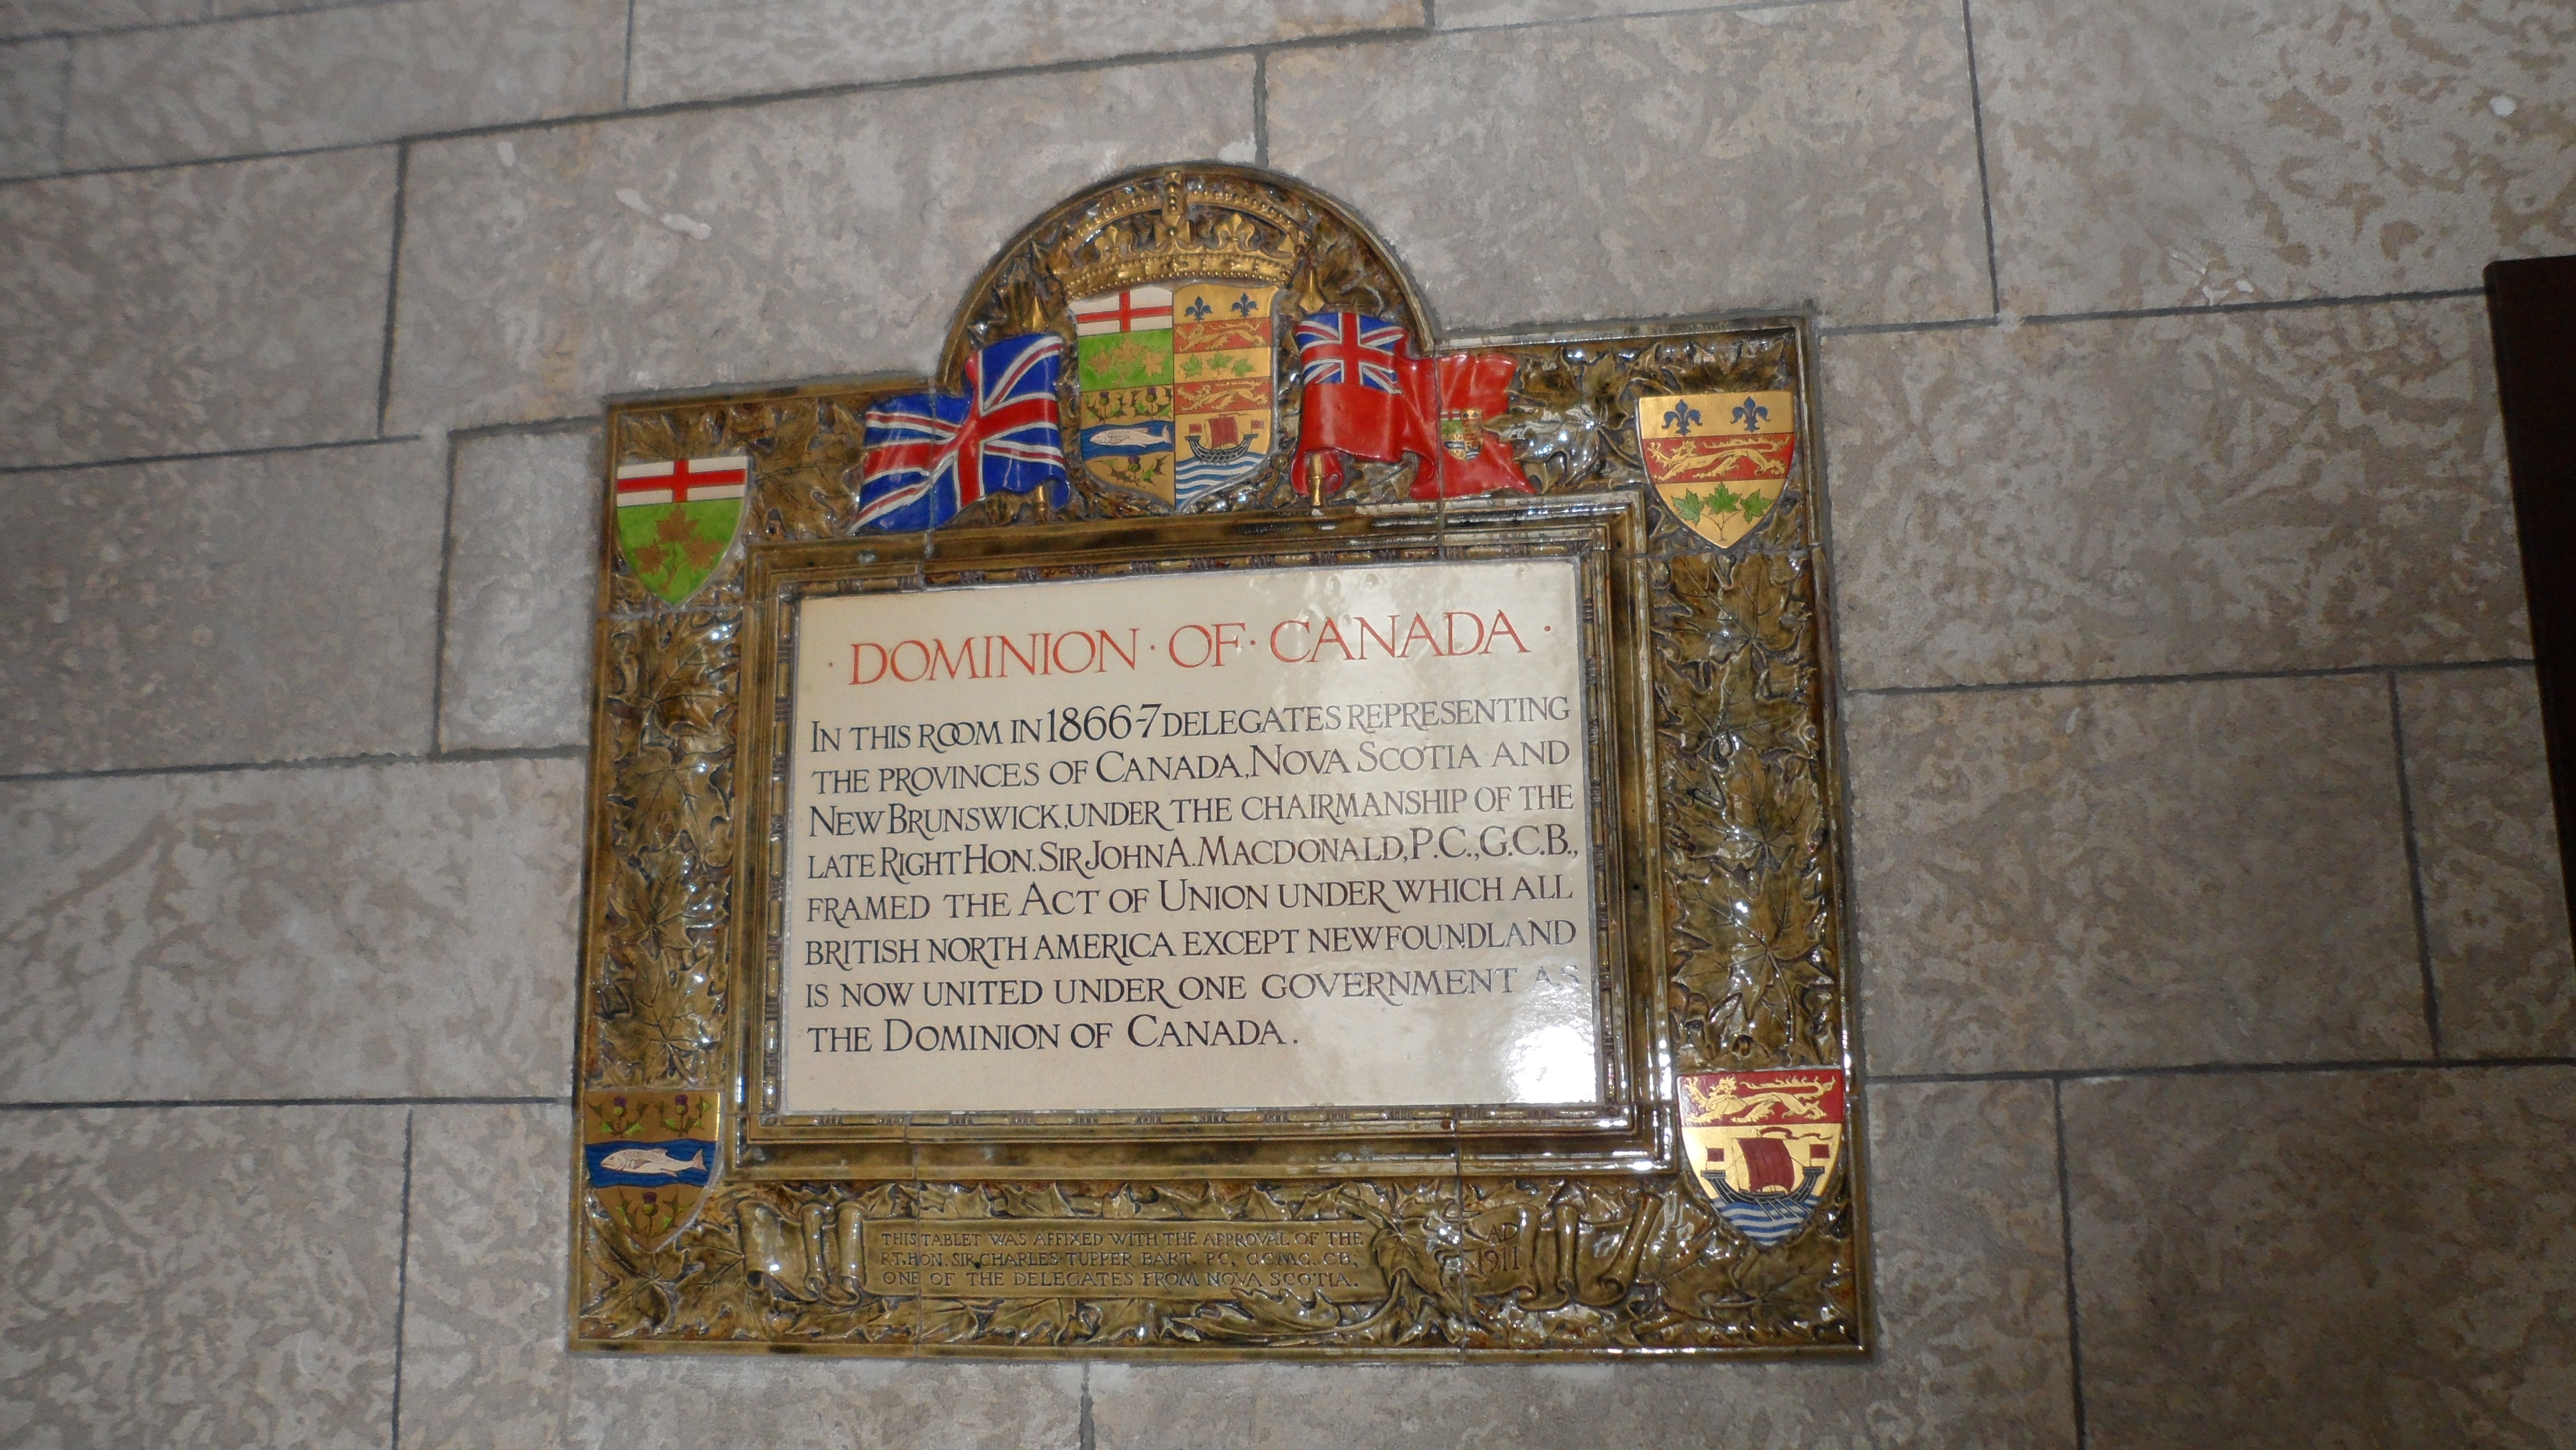 · DOMINION · OF · CANADA ·
IN THIS ROOM IN 1866-7 DELEGATES REPRESENTING
THE PROVINCES OF CANADA, NOVA SCOTIA AND
NEW BRUNSWICK, UNDER THE CHAIRMANSHIP OF THE
LATE RIGHT HON. SIR JOHN A. MACDONALD, P.C., G.C.B.,
FRAMED THE ACT OF UNION UNDER WHICH ALL
BRITISH NORTH AMERICA EXCEPT NEWFOUNDLAND
IS NOW UNITED UNDER ONE GOVERNMENT AS
THE DOMINION OF CANADA.
THIS TABLET WAS AFFIXED WITH THE APPROVAL OF THE
RT. HON. SIR CHARLES TUPPER BART. PC, GCMG, CB,
ONE OF THE DELEGATES FROM NOVA SCOTIA.
AD
1911